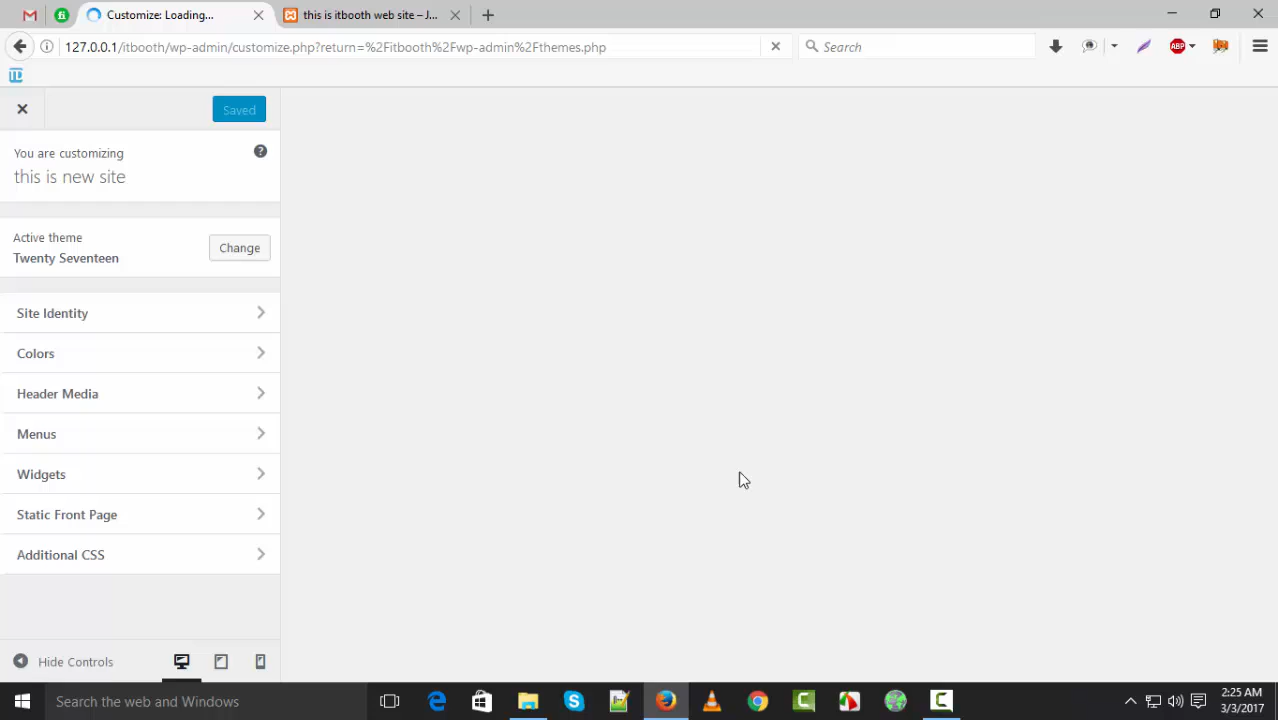 Customize: Loading...
this is itbooth web site – J...
127.0.0.1/itbooth/wp-admin/customize.php?return=%2Fitbooth%2Fwp-admin%2Fthemes.php
Search
ABP
Saved
You are customizing
this is new site
Active theme
Twenty Seventeen
Change
Site Identity
Colors
Header Media
Menus
Widgets
Static Front Page
Additional CSS
Hide Controls
Search the web and Windows
2:25 AM
3/3/2017